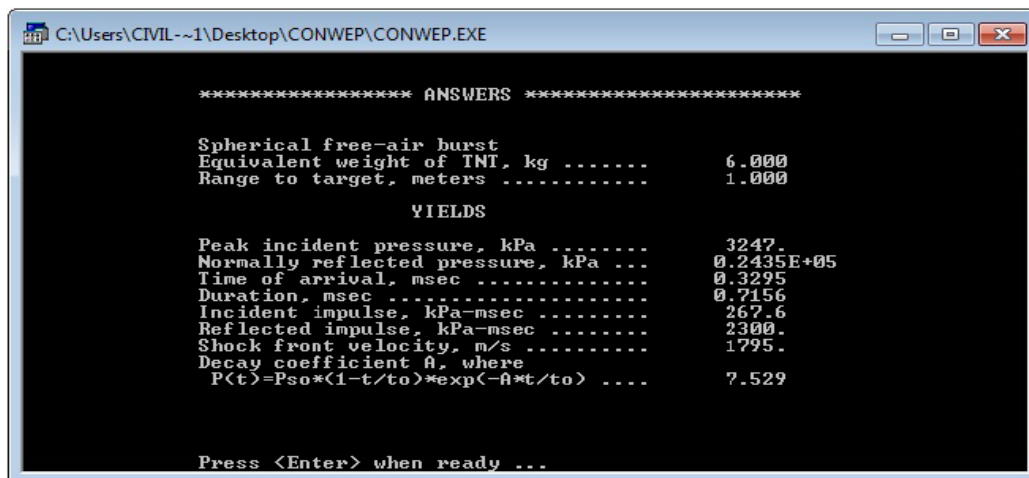 C:\Users\CIVIL-~1\Desktop\CONWEP\CONWEP.EXE
***************** ANSWERS **********************
Spherical free-air burst
Equivalent weight of TNT, kg ....... 6.000
Range to target, meters ............ 1.000
YIELDS
Peak incident pressure, kPa ........ 3247.
Normally reflected pressure, kPa ... 0.2435E+05
Time of arrival, msec .............. 0.3295
Duration, msec ..................... 0.7156
Incident impulse, kPa-msec ......... 267.6
Reflected impulse, kPa-msec ........ 2300.
Shock front velocity, m/s .......... 1795.
Decay coefficient A, where
P(t)=Pso*(1-t/to)*exp(-A*t/to) .... 7.529
Press <Enter> when ready ...